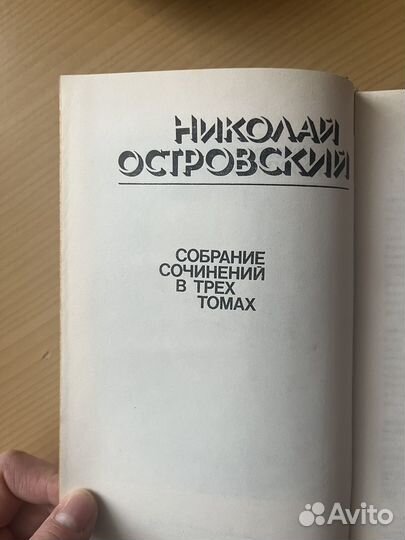 НИКОЛАЙ
ОСТРОВСКИЙ
СОБРАНИЕ
СОЧИНЕНИЙ
В ТРЕХ
ТОМАХ
Avito